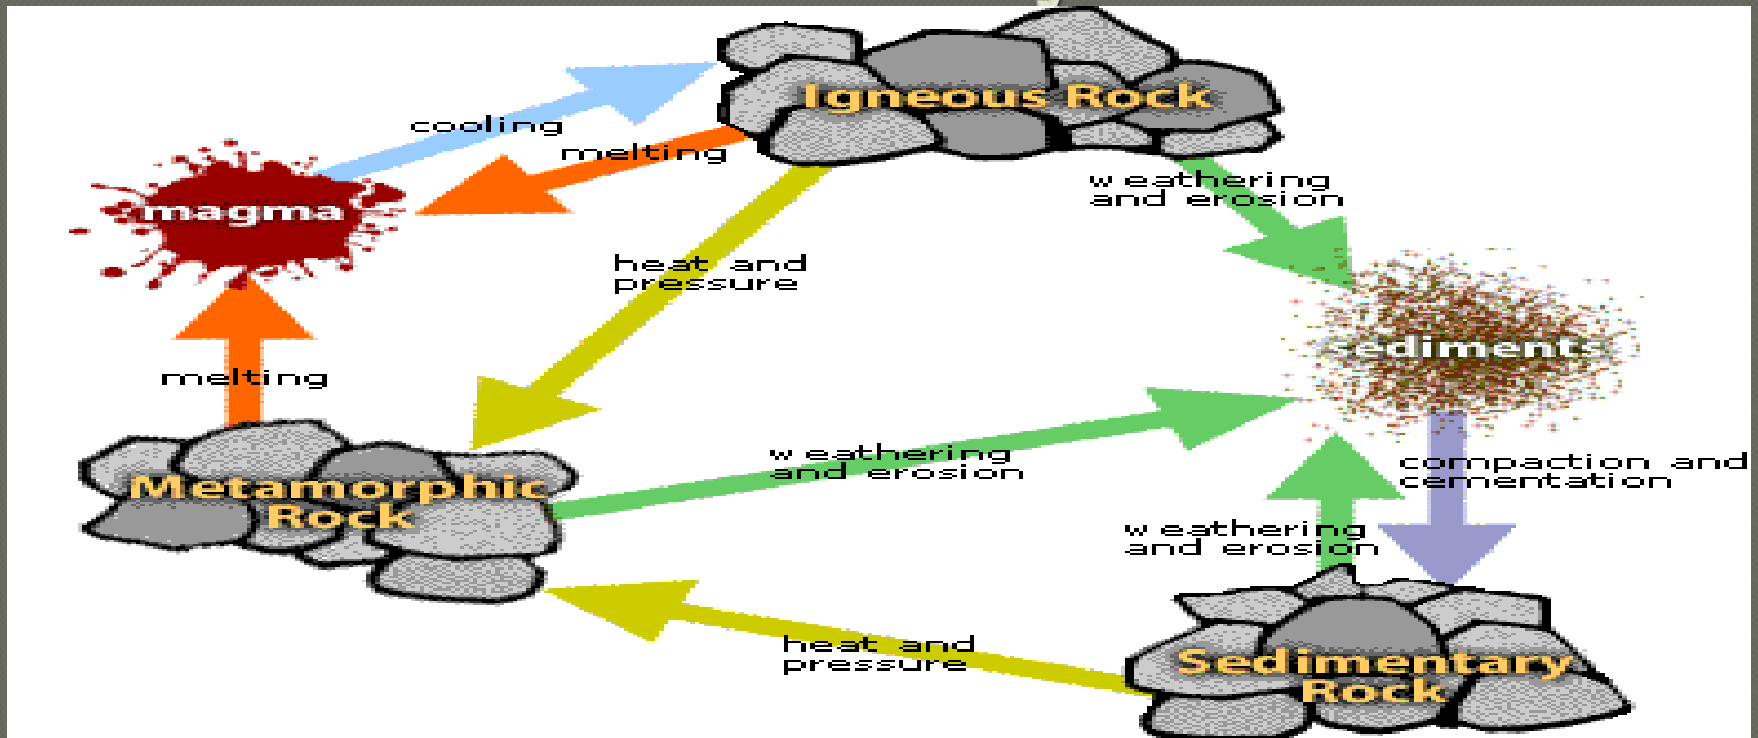 Igneous Rock
cooling
melting
weathering
and erosion
magma
heat and
pressure
sediments
melting
weathering
and erosion
compaction and
cementation
Metamorphic
Rock
weathering
and erosion
heat and
pressure
Sedimentary
Rock